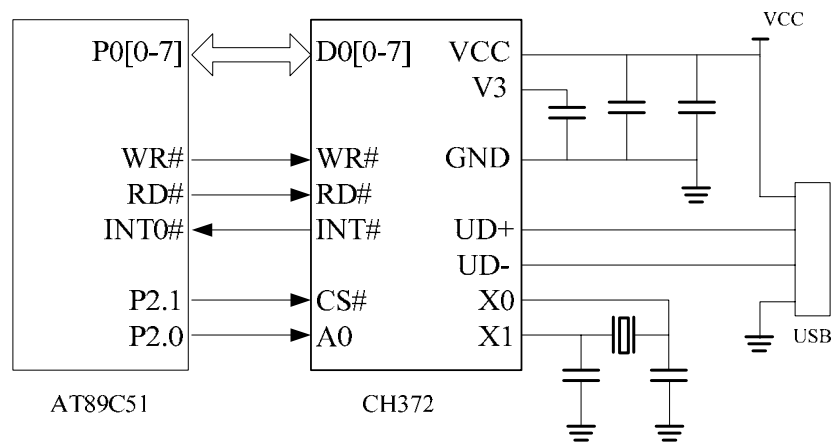 VCC
P0[0-7] D0[0-7] VCC
V3
WR# WR# GND
RD# RD#
INT0# INT# UD+
UD-
P2.1 CS# X0
P2.0 A0 X1
USB
AT89C51 CH372